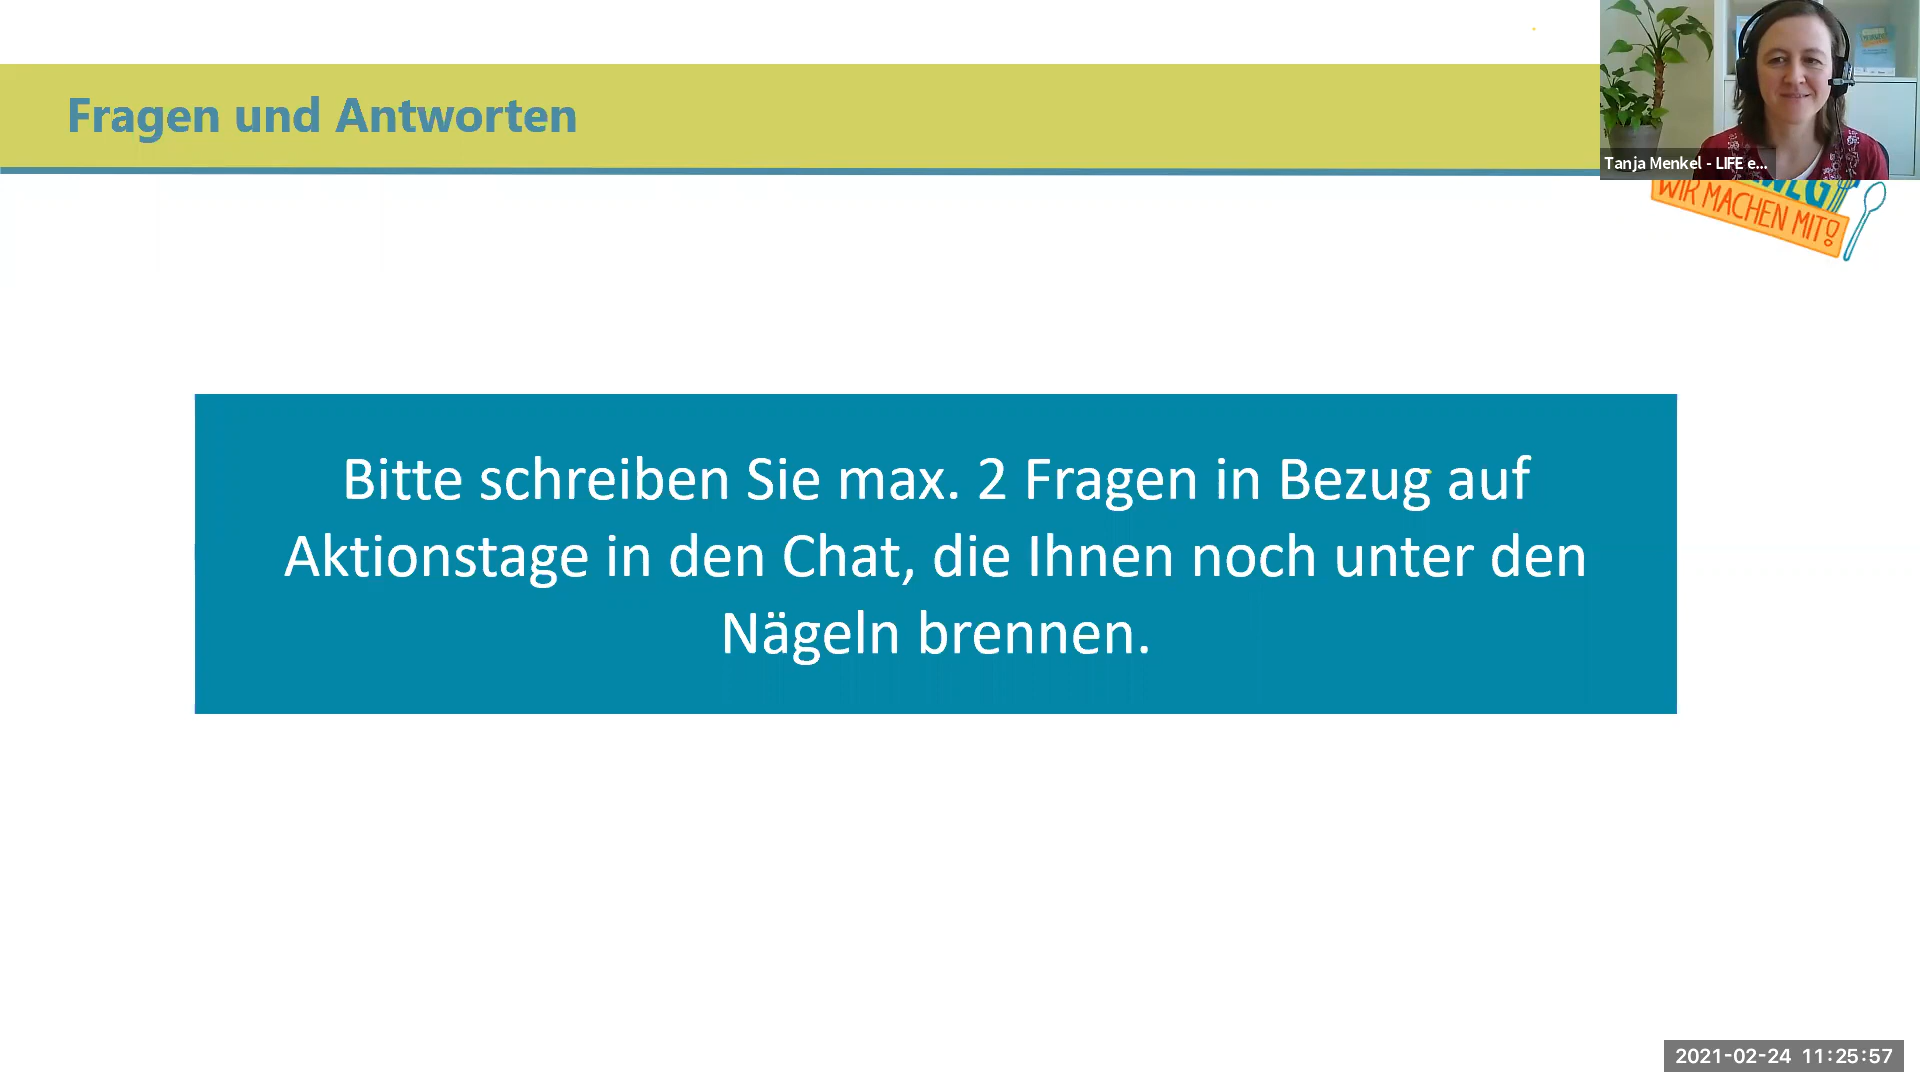 Fragen und Antworten
Tanja Menkel - LIFE e...
WIR MACHEN MIT!
Bitte schreiben Sie max. 2 Fragen in Bezug auf
Aktionstage in den Chat, die Ihnen noch unter den
Nägeln brennen.
2021-02-24 11:25:57